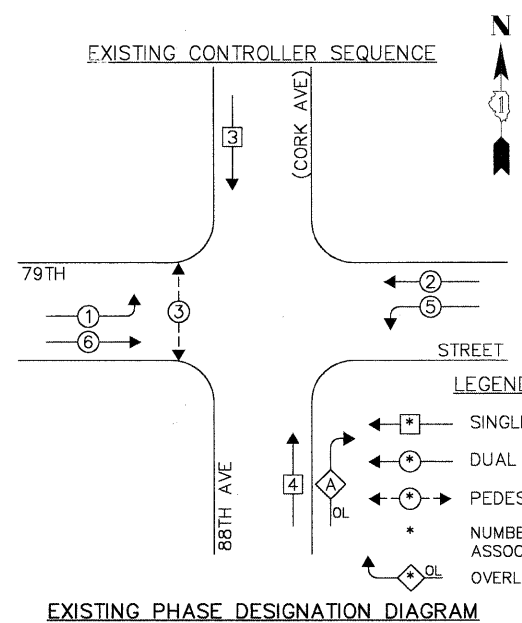 N
EXISTING CONTROLLER SEQUENCE
(CORK AVE)
1
3
79TH
2
1
3
5
6
STREET
LEGEND
* SINGL
4
A
OL
* DUAL
88TH AVE
* PEDES
* NUMBE
ASSOC
* OL OVERL
EXISTING PHASE DESIGNATION DIAGRAM